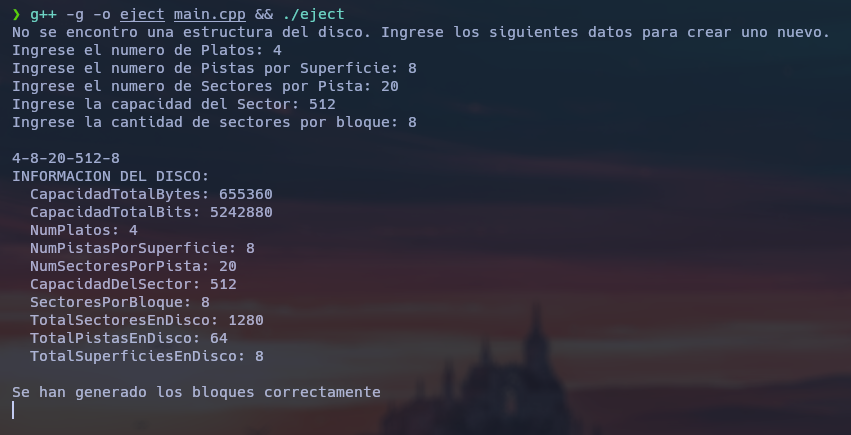 ❯ g++ -g -o eject main.cpp && ./eject
No se encontro una estructura del disco. Ingrese los siguientes datos para crear uno nuevo.
Ingrese el numero de Platos: 4
Ingrese el numero de Pistas por Superficie: 8
Ingrese el numero de Sectores por Pista: 20
Ingrese la capacidad del Sector: 512
Ingrese la cantidad de sectores por bloque: 8
4-8-20-512-8
INFORMACION DEL DISCO:
CapacidadTotalBytes: 655360
CapacidadTotalBits: 5242880
NumPlatos: 4
NumPistasPorSuperficie: 8
NumSectoresPorPista: 20
CapacidadDelSector: 512
SectoresPorBloque: 8
TotalSectoresEnDisco: 1280
TotalPistasEnDisco: 64
TotalSuperficiesEnDisco: 8
Se han generado los bloques correctamente